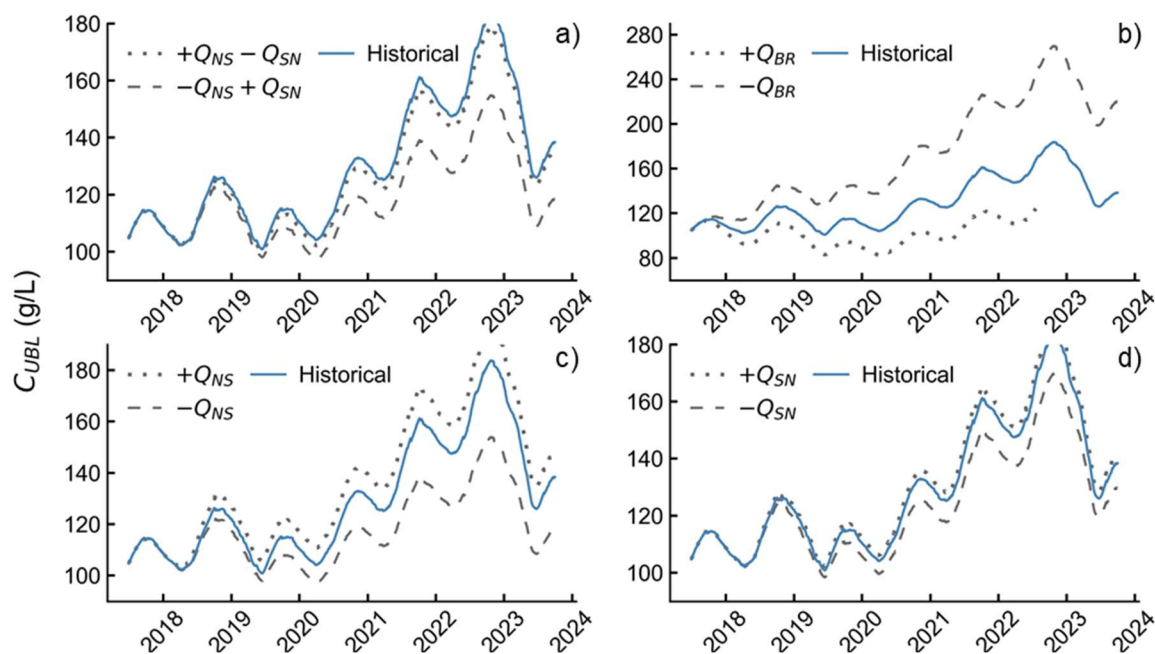 C_UBL (g/L)
a)
+Q_NS − Q_SN Historical
−Q_NS + Q_SN
180
160
140
120
100
2018 2019 2020 2021 2022 2023 2024
b)
+Q_BR Historical
−Q_BR
280
240
200
160
120
80
2018 2019 2020 2021 2022 2023 2024
c)
+Q_NS Historical
−Q_NS
180
160
140
120
100
2018 2019 2020 2021 2022 2023 2024
d)
+Q_SN Historical
−Q_SN
180
160
140
120
100
2018 2019 2020 2021 2022 2023 2024